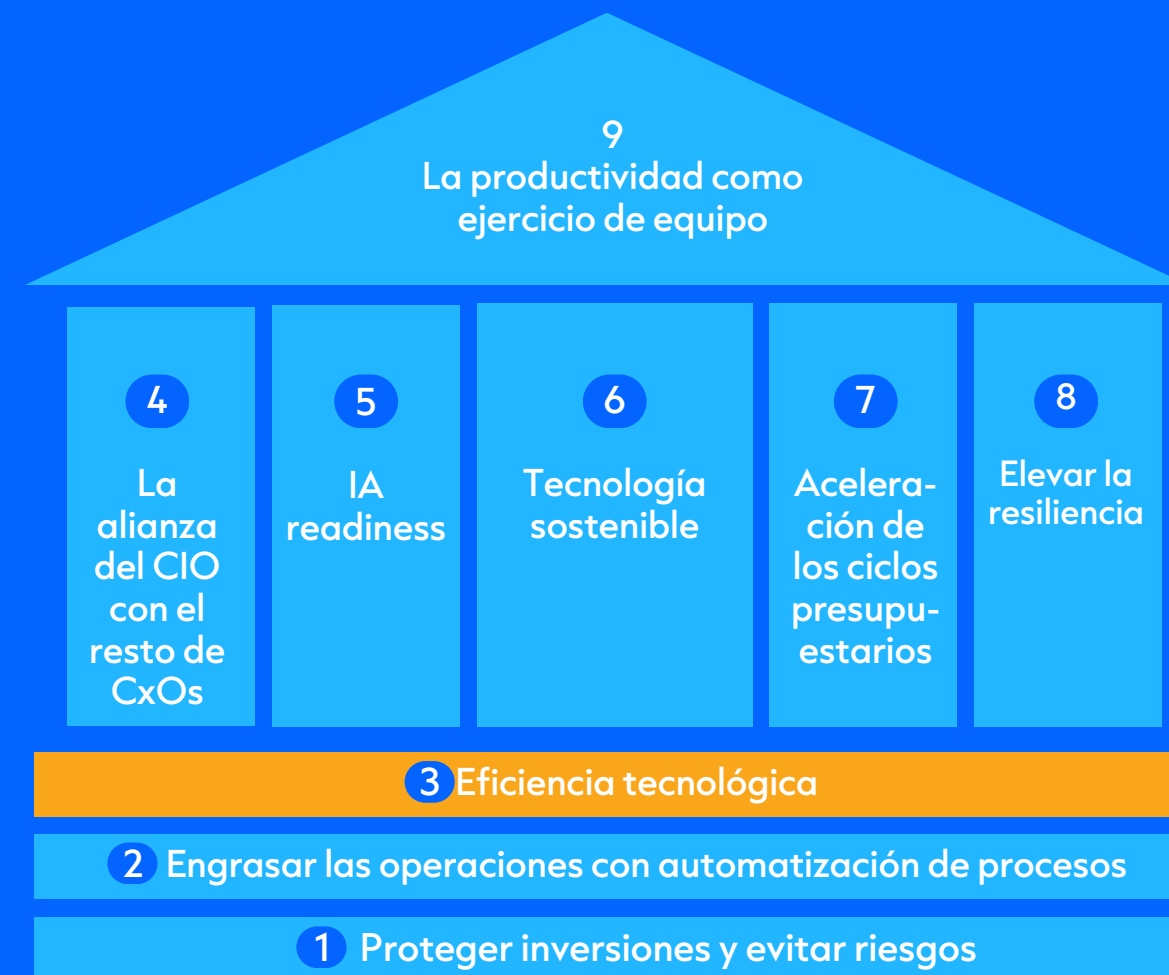 9
La productividad como
ejercicio de equipo
4
La
alianza
del CIO
con el
resto de
CxOs
5
IA
readiness
6
Tecnología
sostenible
7
Acelera-
ción de
los ciclos
presupu-
estarios
8
Elevar la
resiliencia
3 Eficiencia tecnológica
2 Engrasar las operaciones con automatización de procesos
1 Proteger inversiones y evitar riesgos